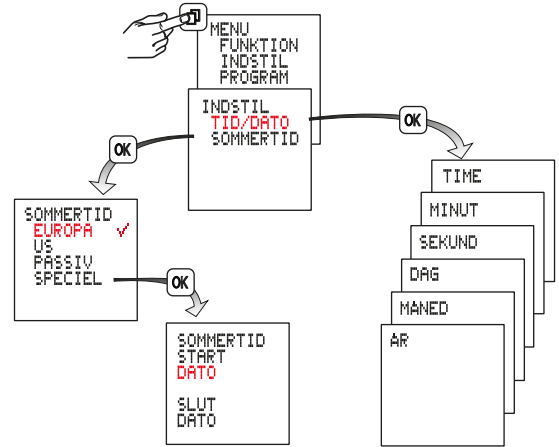 MENU
FUNKTION
INDSTIL
PROGRAM
INDSTIL
TID/DATO
SOMMERTID
OK
OK
SOMMERTID
EUROPA ✓
US
PASSIV
SPECIEL
OK
SOMMERTID
START
DATO
SLUT
DATO
TIME
MINUT
SEKUND
DAG
MANED
AR